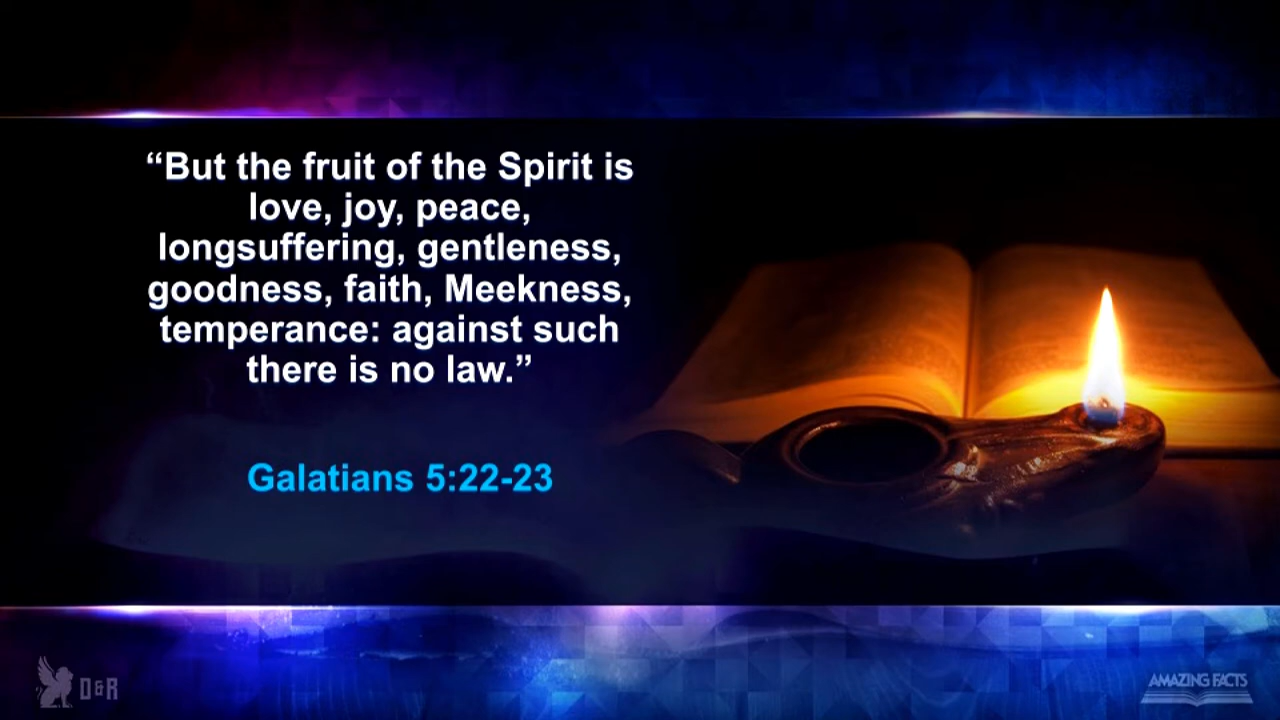 “But the fruit of the Spirit is
love, joy, peace,
longsuffering, gentleness,
goodness, faith, Meekness,
temperance: against such
there is no law.”
Galatians 5:22-23
D&R
AMAZING FACTS